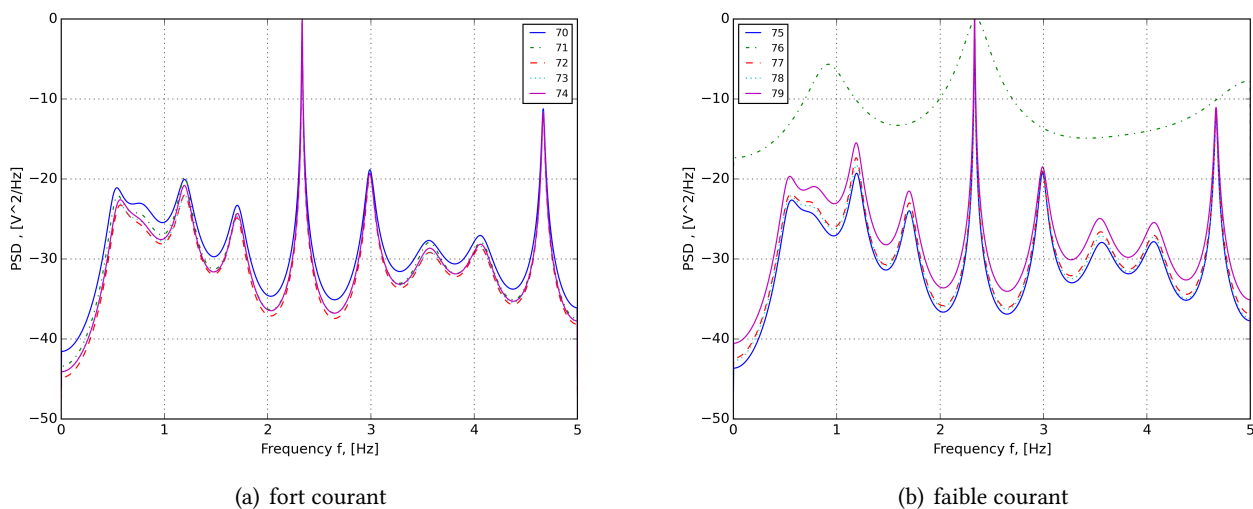 0
−10
−20
−30
−40
−50
PSD , [V^2/Hz]
0 1 2 3 4 5
Frequency f, [Hz]
70
71
72
73
74
(a) fort courant
0
−10
−20
−30
−40
−50
PSD , [V^2/Hz]
0 1 2 3 4 5
Frequency f, [Hz]
75
76
77
78
79
(b) faible courant